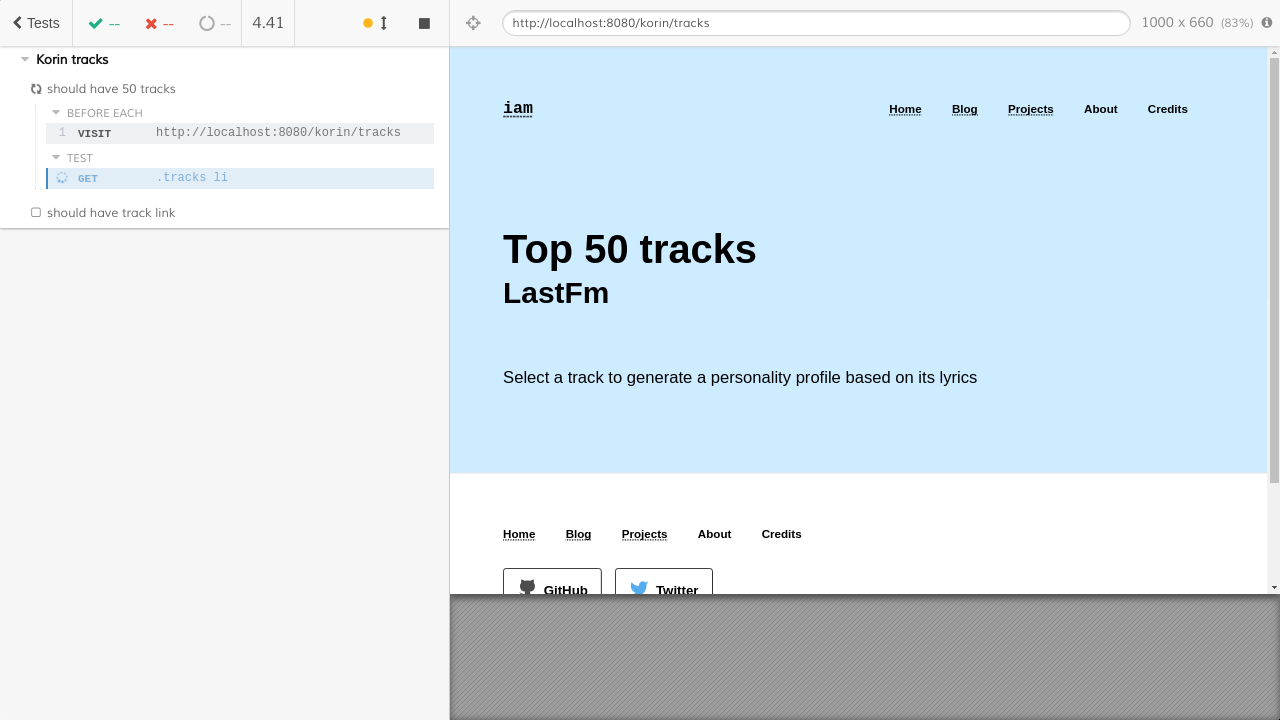 Tests -- -- -- 4.41
http://localhost:8080/korin/tracks 1000 x 660 (83%)
Korin tracks
should have 50 tracks
BEFORE EACH
1 VISIT http://localhost:8080/korin/tracks
TEST
GET .tracks li
should have track link
iam Home Blog Projects About Credits
Top 50 tracks
LastFm
Select a track to generate a personality profile based on its lyrics
Home Blog Projects About Credits
GitHub Twitter